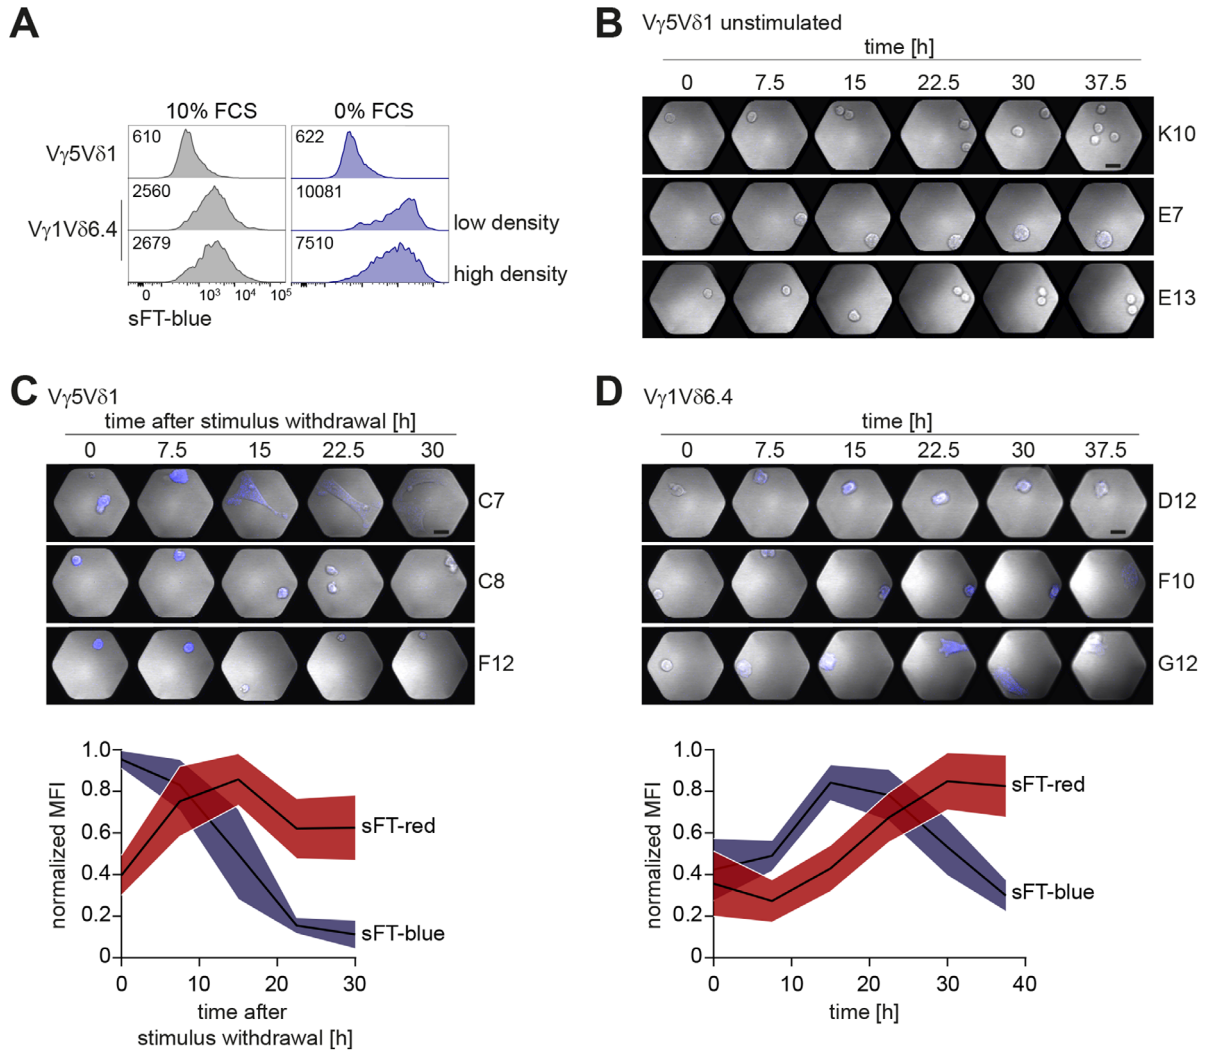 A
10% FCS 0% FCS
Vγ5Vδ1 610 622
2560 10081
Vγ1Vδ6.4 low density
2679 7510
high density
0 10³ 10⁴ 10⁵
sFT-blue
B Vγ5Vδ1 unstimulated
time [h]
0 7.5 15 22.5 30 37.5
K10
E7
E13
C Vγ5Vδ1
time after stimulus withdrawal [h]
0 7.5 15 22.5 30
C7
C8
F12
1.0
0.8
0.6
0.4
0.2
0
normalized MFI
sFT-red
sFT-blue
0 10 20 30
time after
stimulus withdrawal [h]
D Vγ1Vδ6.4
time [h]
0 7.5 15 22.5 30 37.5
D12
F10
G12
1.0
0.8
0.6
0.4
0.2
0
normalized MFI
sFT-red
sFT-blue
0 10 20 30 40
time [h]